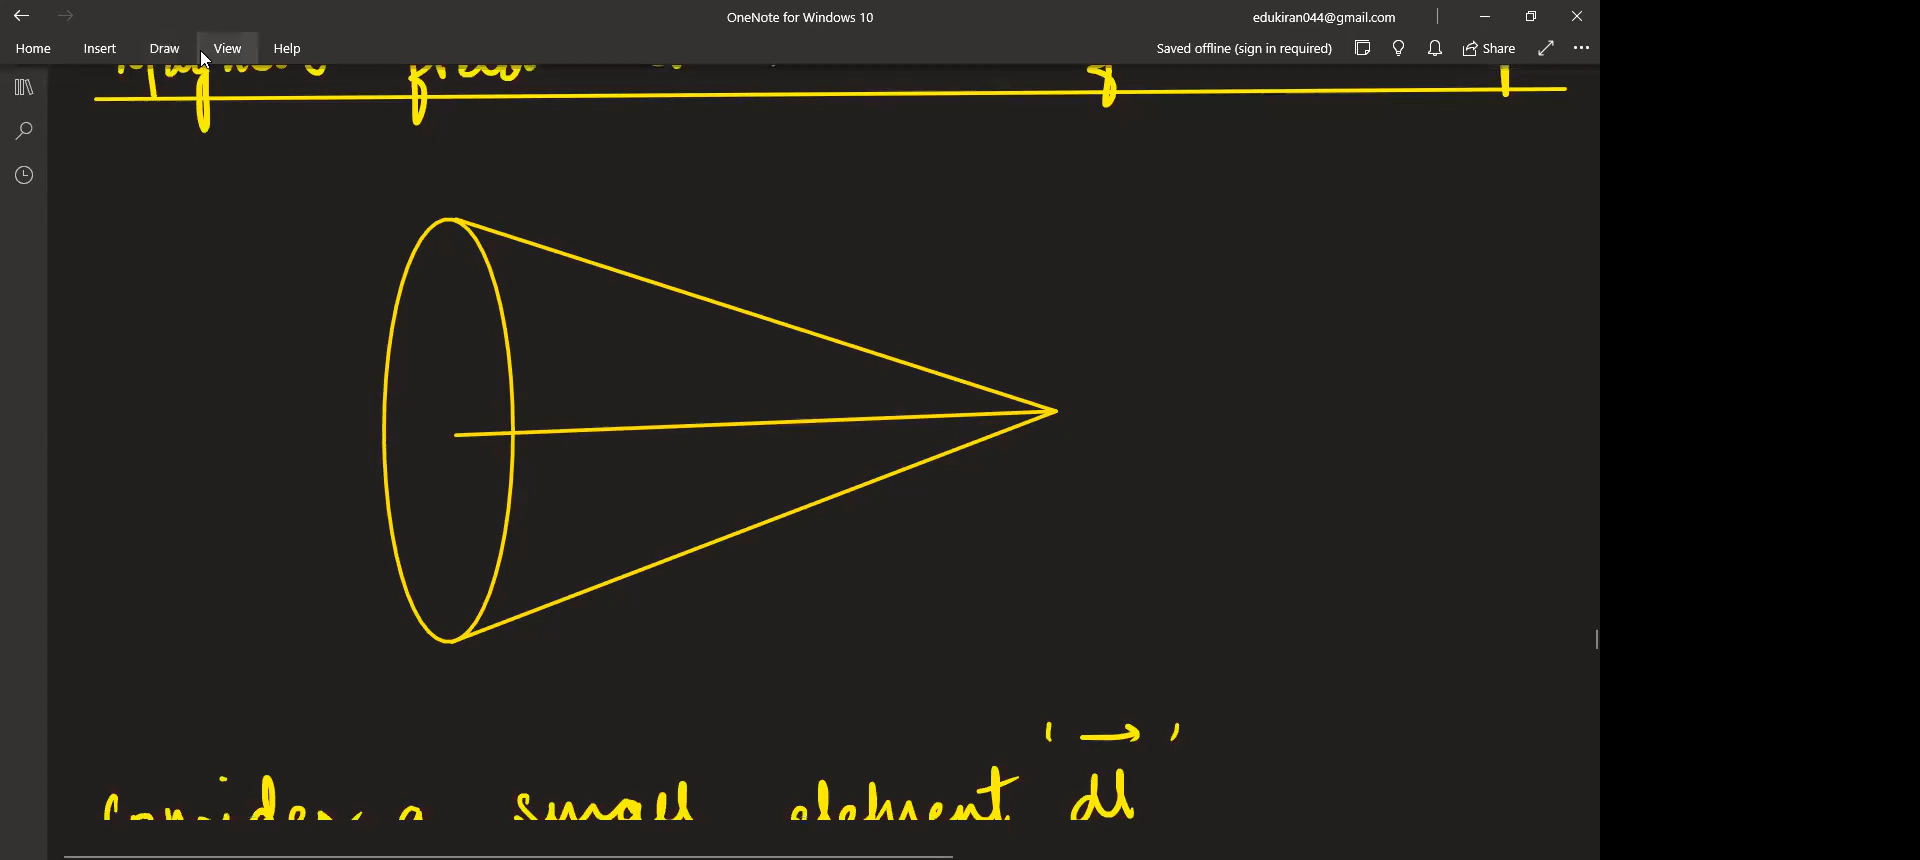 OneNote for Windows 10
edukiran044@gmail.com
Home Insert Draw View Help
Saved offline (sign in required) Share
consider a small element ' dl '